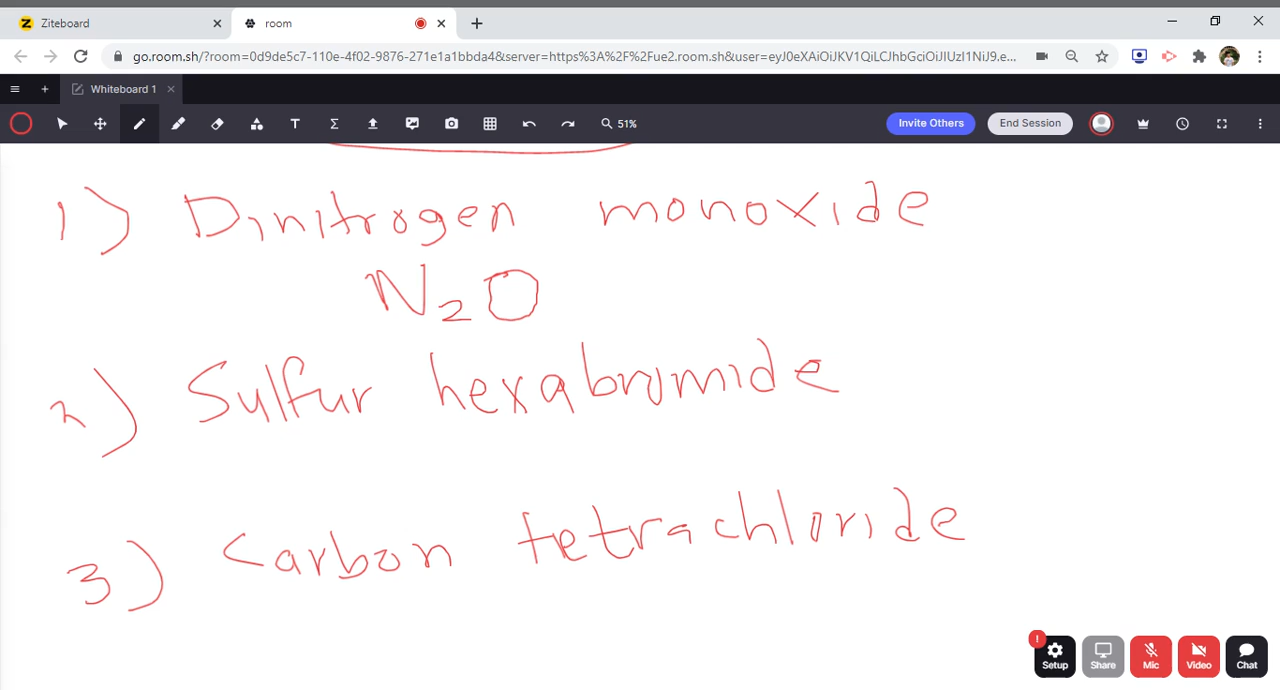 Ziteboard
room
go.room.sh/?room=0d9de5c7-110e-4f02-9876-271e1a1bbda4&server=https%3A%2F%2Fue2.room.sh&user=eyJ0eXAiOiJKV1QiLCJhbGciOiJIUzI1NiJ9.e...
Whiteboard 1
T Σ 51% Invite Others End Session
1) Dinitrogen monoxide
N₂O
2) Sulfur hexabromide
3) Carbon tetrachloride
!
Setup Share Mic Video Chat